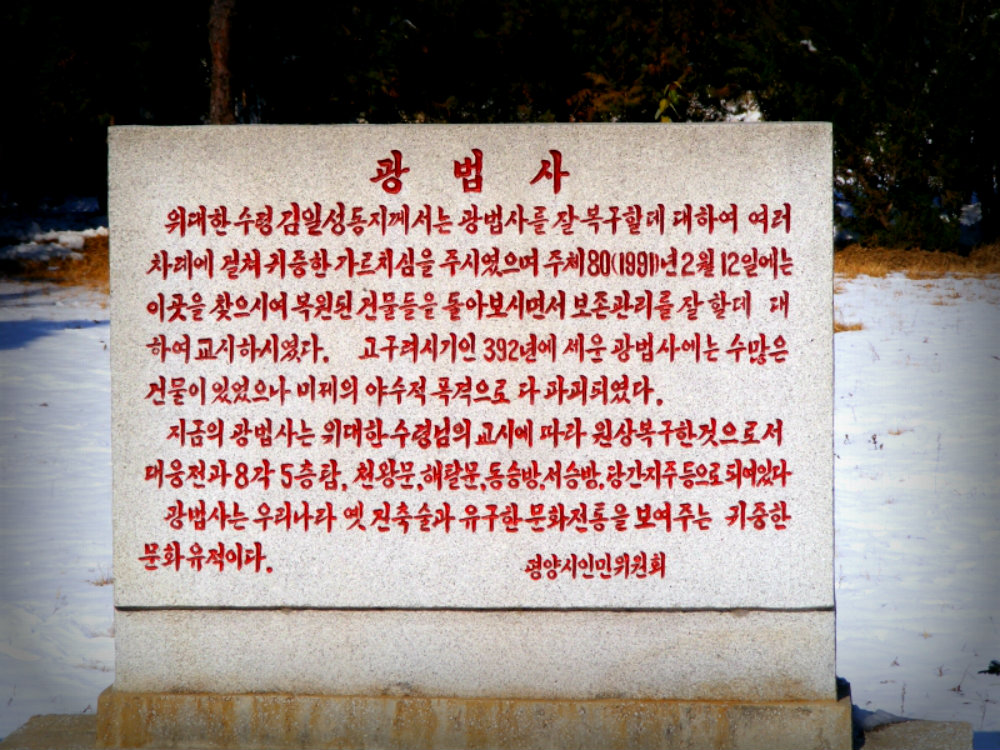 광 법 사
위대한 수령 김일성동지께서는 광법사를 잘 복구할데 대하여 여러
차례에 걸쳐 귀중한 가르치심을 주시였으며 주체80(1991)년 2월 12일에는
이곳을 찾으시여 복원된 건물들을 돌아보시면서 보존관리를 잘 할데 대
하여 교시하시였다. 고구려시기인 392년에 세운 광법사에는 수많은
건물이 있었으나 미제의 야수적 폭격으로 다 파괴되였다.
지금의 광법사는 위대한 수령님의 교시에 따라 원상복구한것으로서
대웅전과 8각 5층탑, 천왕문, 해탈문, 동승방, 서승방, 당간지주등으로 되여있다
광법사는 우리나라 옛 건축술과 유구한 문화전통을 보여주는 귀중한
문화유적이다.
평양시인민위원회